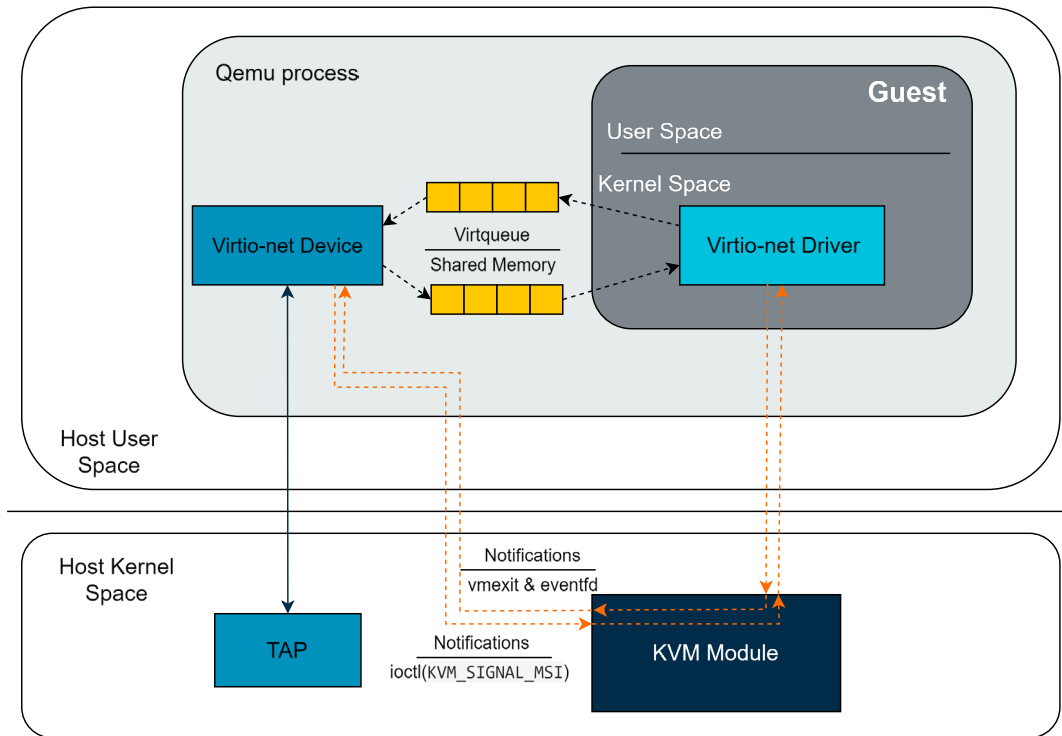 Qemu process
Guest
User Space
Kernel Space
Virtio-net Device
Virtqueue
Shared Memory
Virtio-net Driver
Host User
Space
Host Kernel
Space
Notifications
vmexit & eventfd
TAP
Notifications
ioctl(KVM_SIGNAL_MSI)
KVM Module